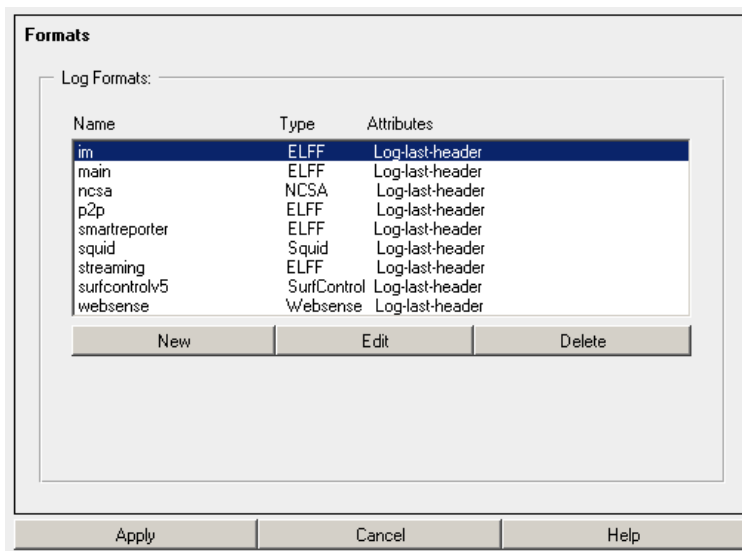 Formats
Log Formats:
Name Type Attributes
im ELFF Log-last-header
main ELFF Log-last-header
ncsa NCSA Log-last-header
p2p ELFF Log-last-header
smartreporter ELFF Log-last-header
squid Squid Log-last-header
streaming ELFF Log-last-header
surfcontrolv5 SurfControl Log-last-header
websense Websense Log-last-header
New Edit Delete
Apply Cancel Help